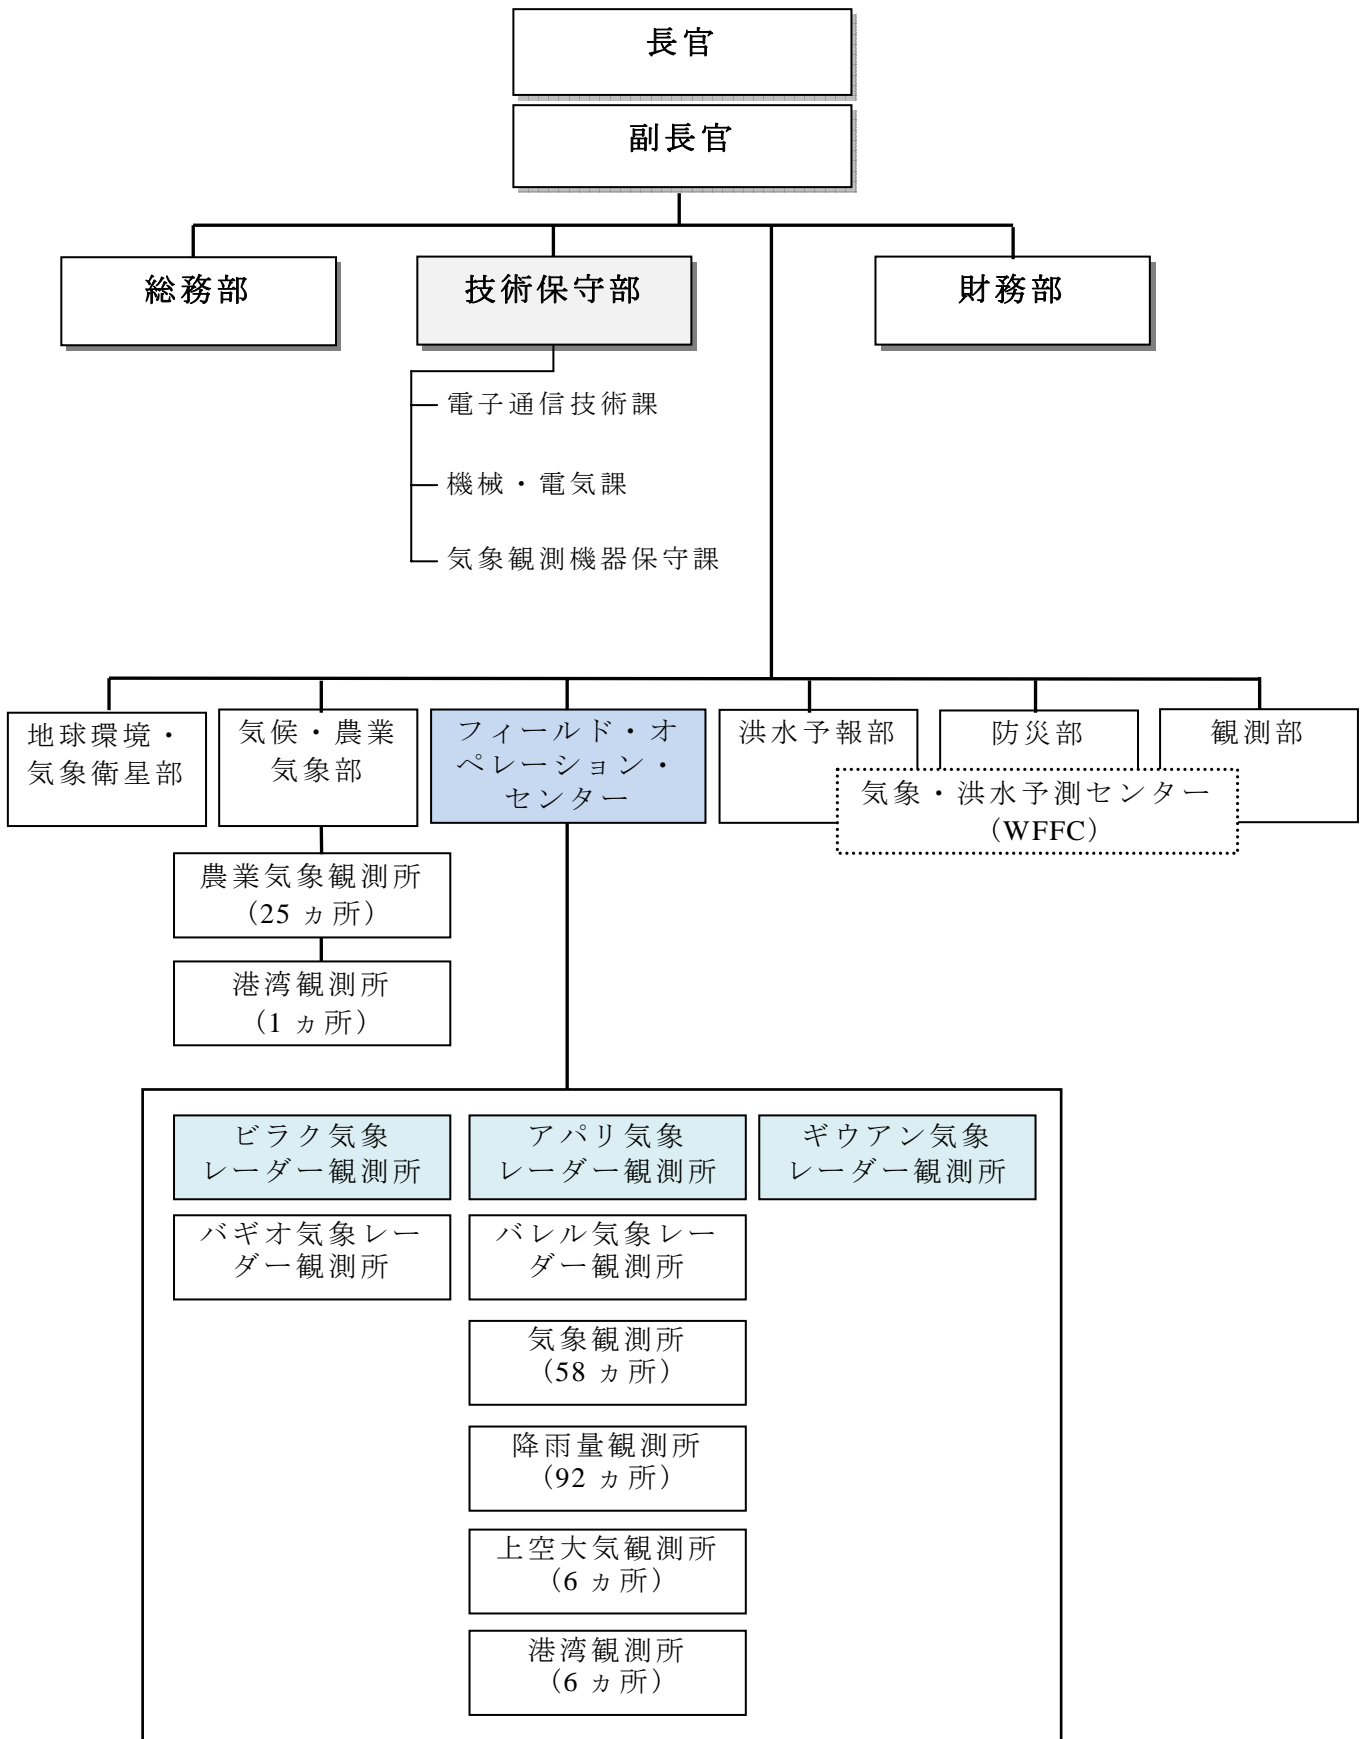 長官
副長官
総務部
技術保守部
財務部
電子通信技術課
機械・電気課
気象観測機器保守課
地球環境・
気象衛星部
気候・農業
気象部
フィールド・オ
ペレーション・
センター
洪水予報部
防災部
観測部
気象・洪水予測センター
（WFFC）
農業気象観測所
（25 ヵ所）
港湾観測所
（1 ヵ所）
ビラク気象
レーダー観測所
アパリ気象
レーダー観測所
ギウアン気象
レーダー観測所
バギオ気象レー
ダー観測所
バレル気象レー
ダー観測所
気象観測所
（58 ヵ所）
降雨量観測所
（92 ヵ所）
上空大気観測所
（6 ヵ所）
港湾観測所
（6 ヵ所）